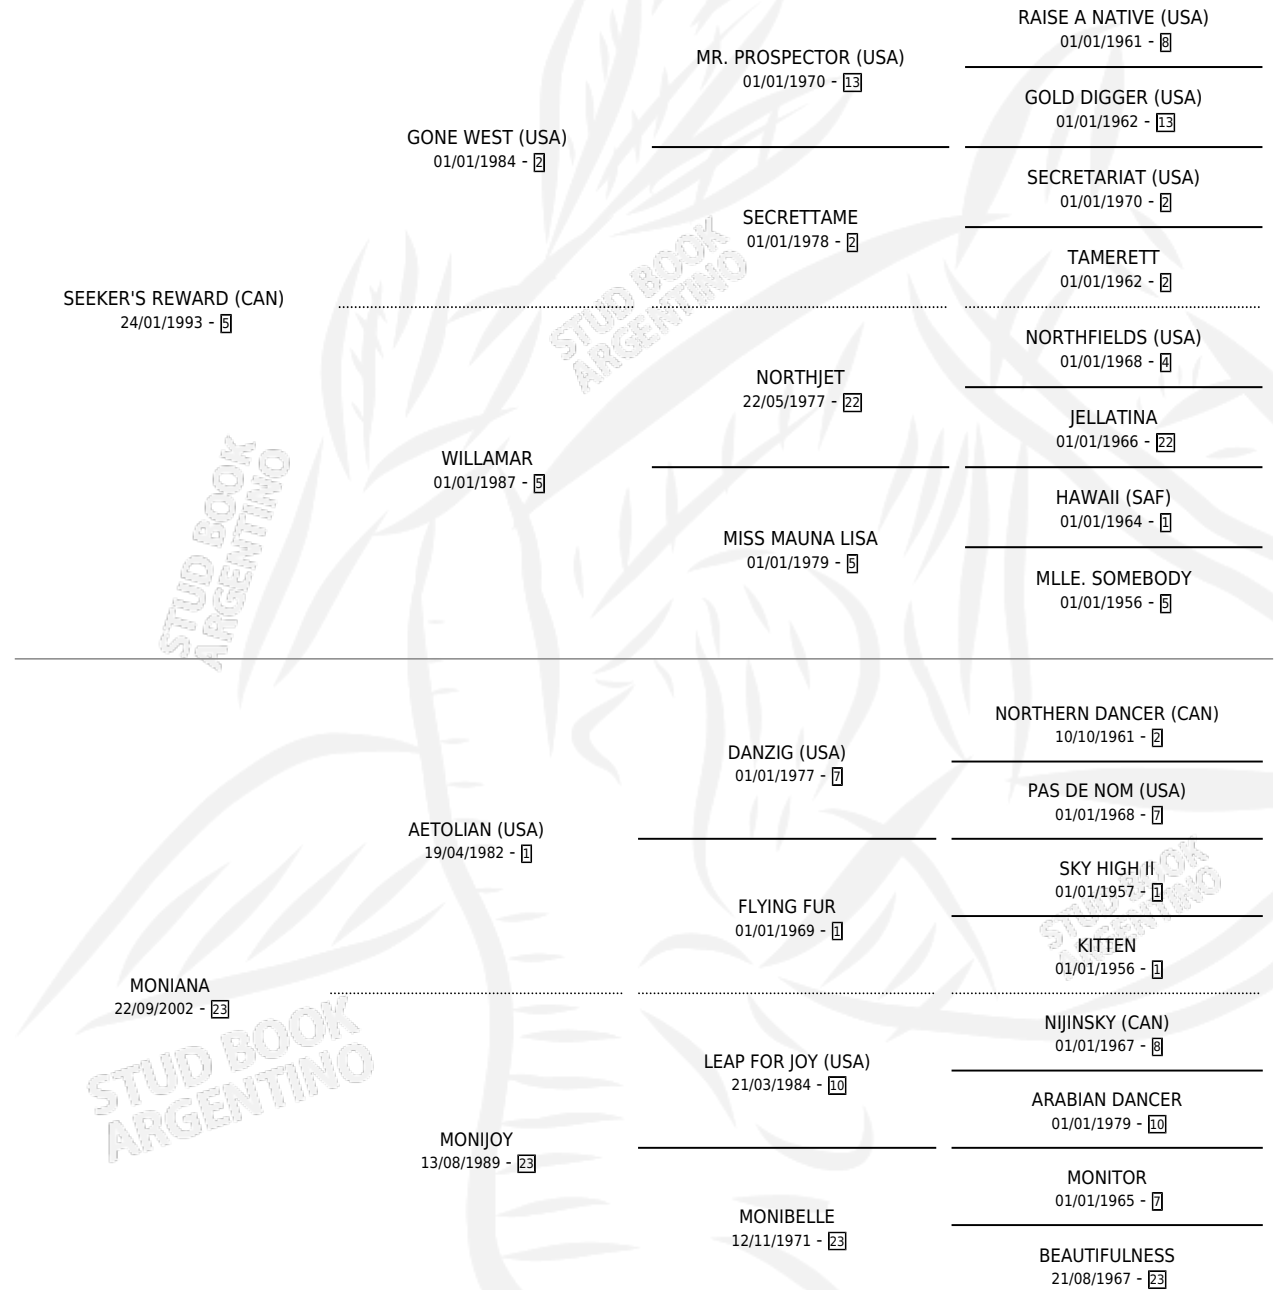 RAISE A NATIVE (USA)
01/01/1961 - 8
MR. PROSPECTOR (USA)
01/01/1970 - 13
GOLD DIGGER (USA)
01/01/1962 - 13
GONE WEST (USA)
01/01/1984 - 2
SECRETARIAT (USA)
01/01/1970 - 2
SECRETTAME
01/01/1978 - 2
TAMERETT
01/01/1962 - 2
SEEKER'S REWARD (CAN)
24/01/1993 - 5
NORTHFIELDS (USA)
01/01/1968 - 4
NORTHJET
22/05/1977 - 22
JELLATINA
01/01/1966 - 22
WILLAMAR
01/01/1987 - 5
HAWAII (SAF)
01/01/1964 - 1
MISS MAUNA LISA
01/01/1979 - 5
MLLE. SOMEBODY
01/01/1956 - 5
NORTHERN DANCER (CAN)
10/10/1961 - 2
DANZIG (USA)
01/01/1977 - 7
PAS DE NOM (USA)
01/01/1968 - 7
AETOLIAN (USA)
19/04/1982 - 1
SKY HIGH II
01/01/1957 - 1
FLYING FUR
01/01/1969 - 1
KITTEN
01/01/1956 - 1
MONIANA
22/09/2002 - 23
NIJINSKY (CAN)
01/01/1967 - 8
LEAP FOR JOY (USA)
21/03/1984 - 10
ARABIAN DANCER
01/01/1979 - 10
MONIJOY
13/08/1989 - 23
MONITOR
01/01/1965 - 7
MONIBELLE
12/11/1971 - 23
BEAUTIFULNESS
21/08/1967 - 23
STUD BOOK
ARGENTINO
STUD BOOK
ARGENTINO
STUD BOOK
ARGENTINO
STUD BOOK
ARGENTINO